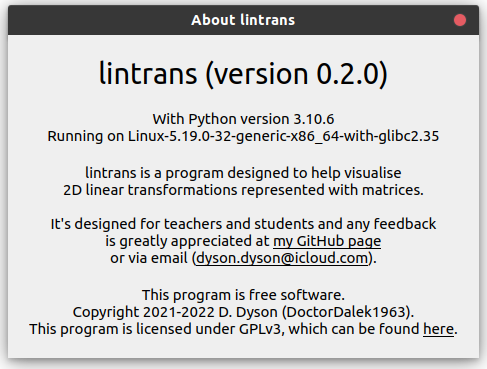 About lintrans
lintrans (version 0.2.0)
With Python version 3.10.6
Running on Linux-5.19.0-32-generic-x86_64-with-glibc2.35
lintrans is a program designed to help visualise
2D linear transformations represented with matrices.
It's designed for teachers and students and any feedback
is greatly appreciated at my GitHub page
or via email (dyson.dyson@icloud.com).
This program is free software.
Copyright 2021-2022 D. Dyson (DoctorDalek1963).
This program is licensed under GPLv3, which can be found here.